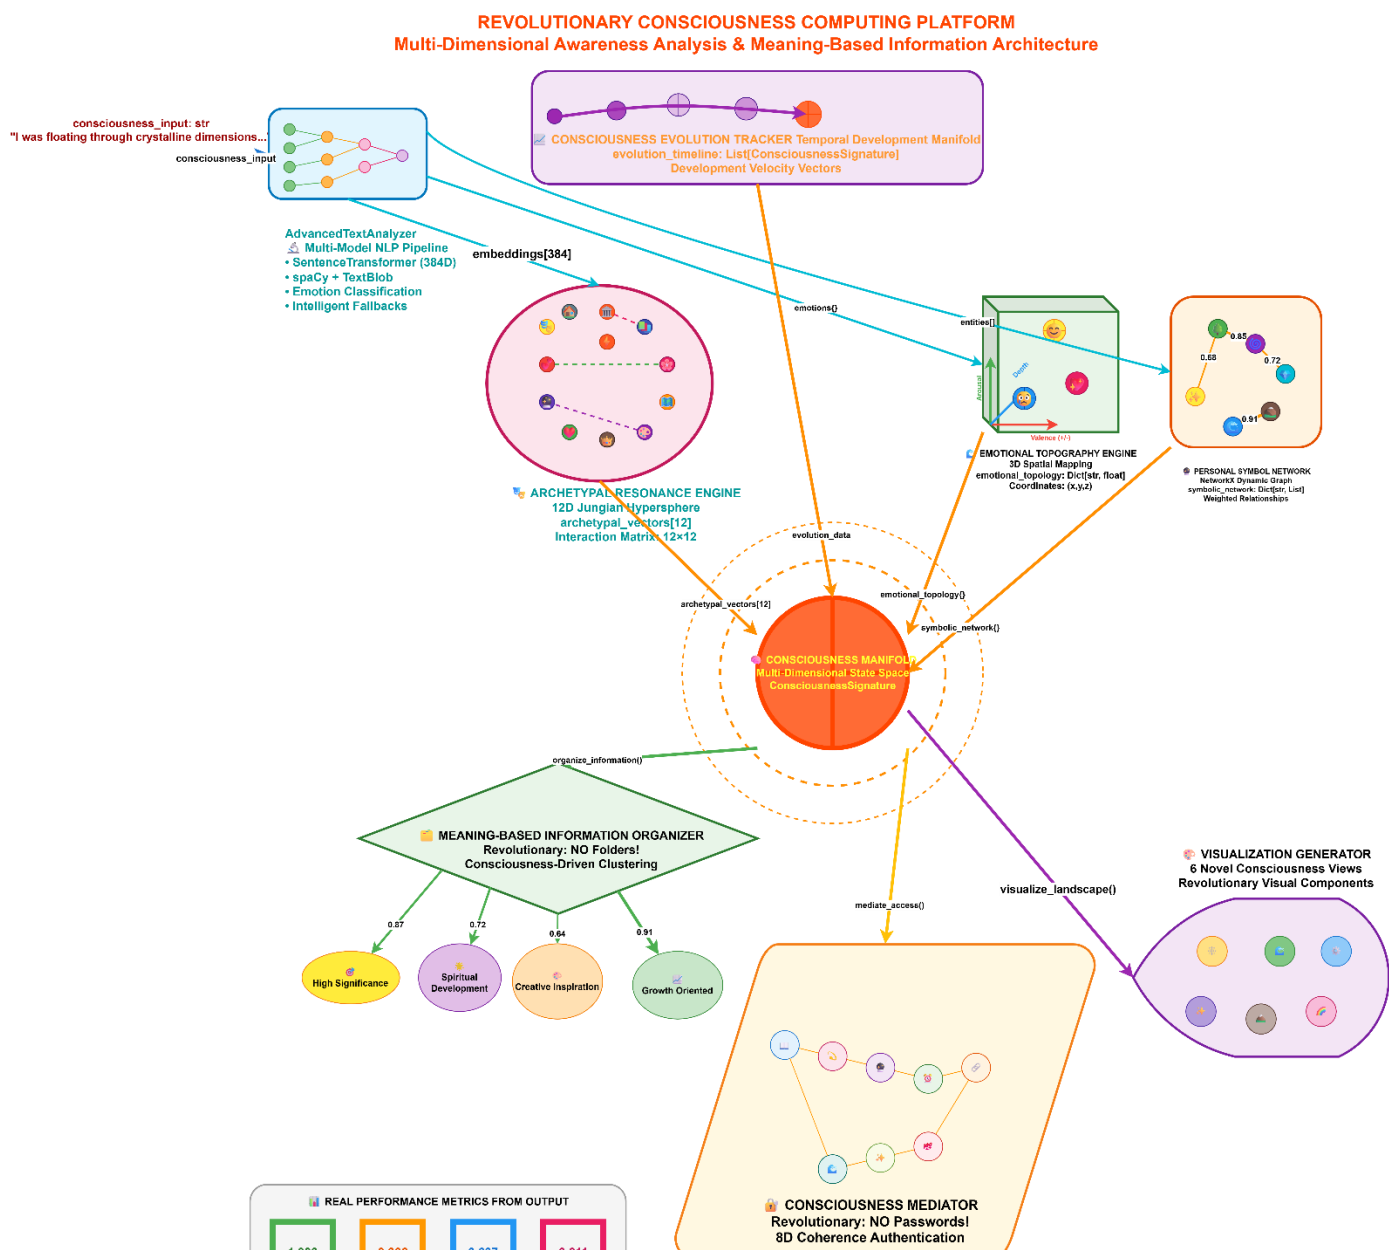 REVOLUTIONARY CONSCIOUSNESS COMPUTING PLATFORM
Multi-Dimensional Awareness Analysis & Meaning-Based Information Architecture
consciousness_input: str
"I was floating through crystalline dimensions...
consciousness_input
CONSCIOUSNESS EVOLUTION TRACKER Temporal Development Manifold
evolution_timeline: List[ConsciousnessSignature]
Development Velocity Vectors
AdvancedTextAnalyzer
Multi-Model NLP Pipeline
• SentenceTransformer (384D)
• spaCy + TextBlob
• Emotion Classification
• Intelligent Fallbacks
embeddings[384]
emotions{}
entities[]
Arousal
Depth
Valence (+/-)
0.85
0.68
0.72
0.91
EMOTIONAL TOPOGRAPHY ENGINE
3D Spatial Mapping
emotional_topology: Dict[str, float]
Coordinates: (x,y,z)
PERSONAL SYMBOL NETWORK
NetworkX Dynamic Graph
symbolic_network: Dict[str, List]
Weighted Relationships
ARCHETYPAL RESONANCE ENGINE
12D Jungian Hypersphere
archetypal_vectors[12]
Interaction Matrix: 12×12
evolution_data
archetypal_vectors[12]
emotional_topology{}
symbolic_network{}
CONSCIOUSNESS MANIFOLD
Multi-Dimensional State Space
ConsciousnessSignature
organize_information()
MEANING-BASED INFORMATION ORGANIZER
Revolutionary: NO Folders!
Consciousness-Driven Clustering
0.87
0.72
0.64
0.91
High Significance
Spiritual
Development
Creative Inspiration
Growth Oriented
mediate_access()
visualize_landscape()
VISUALIZATION GENERATOR
6 Novel Consciousness Views
Revolutionary Visual Components
CONSCIOUSNESS MEDIATOR
Revolutionary: NO Passwords!
8D Coherence Authentication
REAL PERFORMANCE METRICS FROM OUTPUT